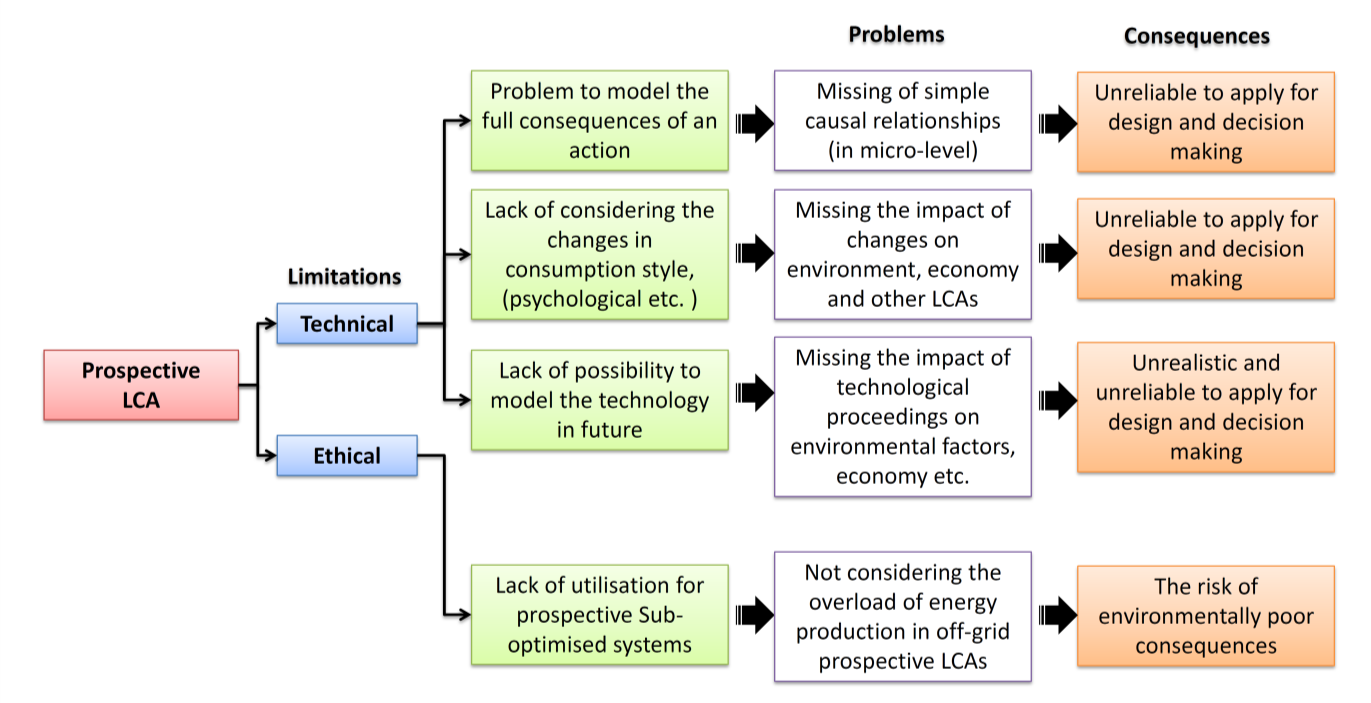 Problems
Consequences
Limitations
Prospective
LCA
Technical
Ethical
Problem to model the
full consequences of an
action
Missing of simple
causal relationships
(in micro-level)
Unreliable to apply for
design and decision
making
Lack of considering the
changes in
consumption style,
(psychological etc. )
Missing the impact of
changes on
environment, economy
and other LCAs
Unreliable to apply for
design and decision
making
Lack of possibility to
model the technology
in future
Missing the impact of
technological
proceedings on
environmental factors,
economy etc.
Unrealistic and
unreliable to apply for
design and decision
making
Lack of utilisation for
prospective Sub-
optimised systems
Not considering the
overload of energy
production in off-grid
prospective LCAs
The risk of
environmentally poor
consequences